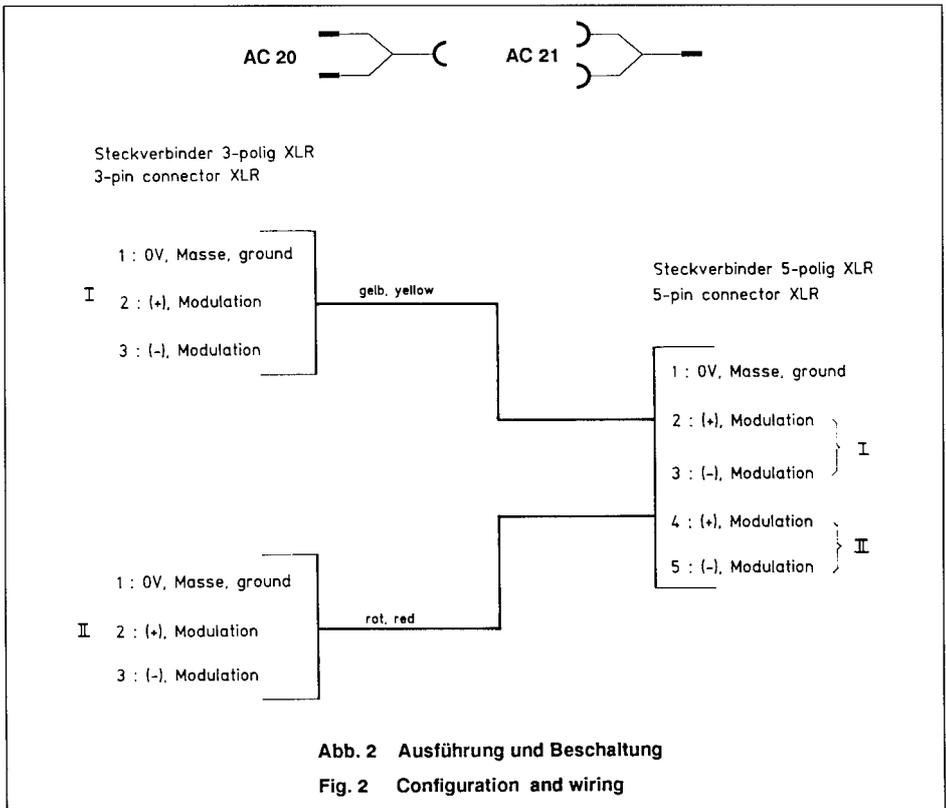 AC 20
AC 21
Steckverbinder 3-polig XLR
3-pin connector XLR
1 : 0V, Masse, ground
I
2 : (+), Modulation
3 : (-), Modulation
gelb, yellow
Steckverbinder 5-polig XLR
5-pin connector XLR
1 : 0V, Masse, ground
2 : (+), Modulation
I
3 : (-), Modulation
4 : (+), Modulation
II
5 : (-), Modulation
1 : 0V, Masse, ground
II
2 : (+), Modulation
3 : (-), Modulation
rot, red
Abb. 2 Ausführung und Beschaltung
Fig. 2 Configuration and wiring